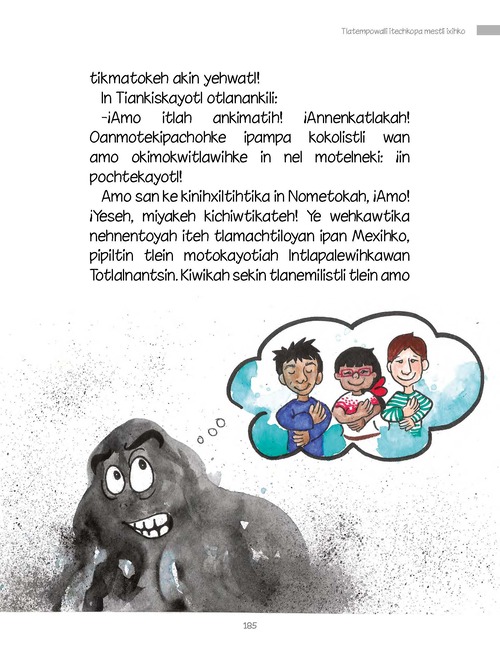 Tlatempowalli itechkopa mestli ixihko
tikmatokeh akin yehwatl!
In Tiankiskayotl otlanankili:
-¡Amo itlah ankimatih! ¡Annenkatlakah!
Oanmotekipachohke ipampa kokolistli wan
amo okimokwitlawihke in nel motelneki: ¡in
pochtekayotl!
Amo san ke kinihxiltihtika in Nometokah, ¡Amo!
¡Yeseh, miyakeh kichiwtikateh! Ye wehkawtika
nehnentoyah iteh tlamachtiloyan ipan Mexihko,
pipiltin tlein motokayotiah Intlapalewihkawan
Totlalnantsin. Kiwikah sekin tlanemilistli tlein amo
185